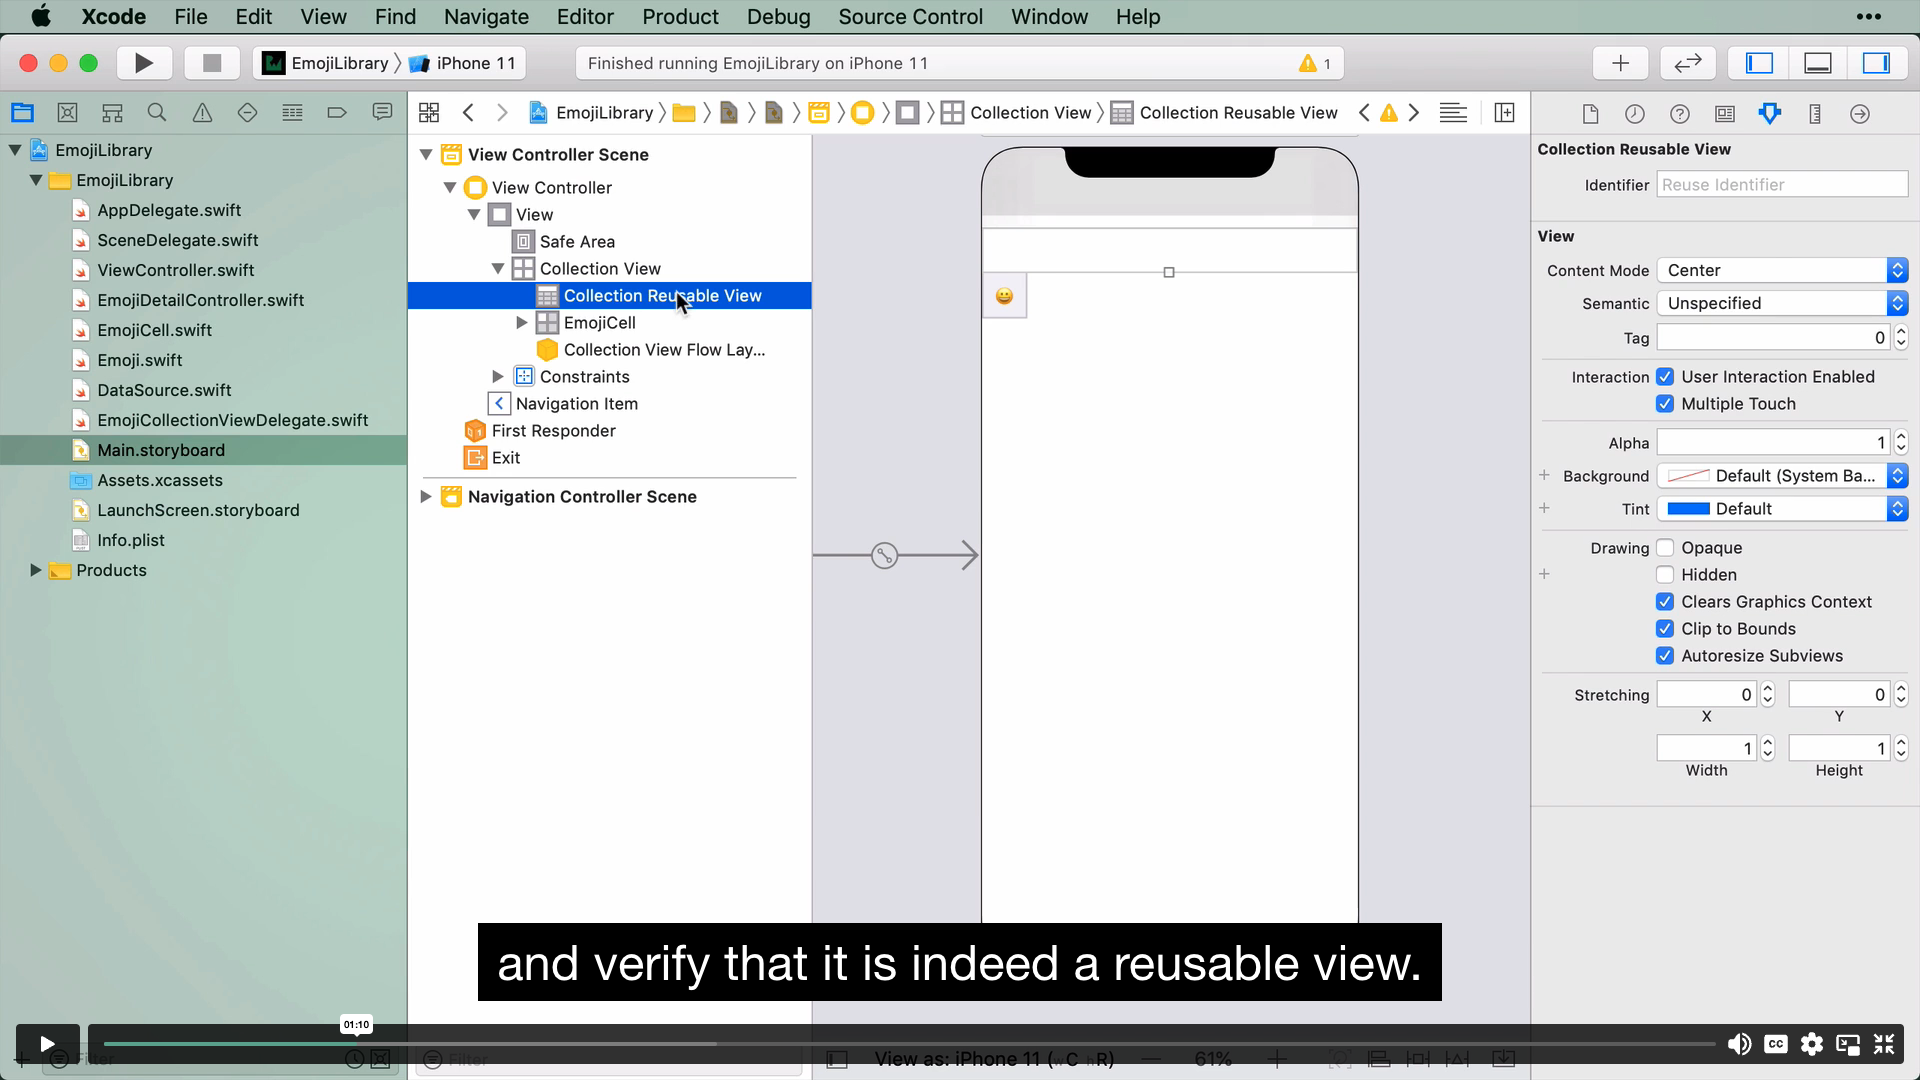 Xcode File Edit View Find Navigate Editor Product Debug Source Control Window Help
EmojiLibrary iPhone 11
Finished running EmojiLibrary on iPhone 11
1
EmojiLibrary
Collection View
Collection Reusable View
EmojiLibrary
EmojiLibrary
AppDelegate.swift
SceneDelegate.swift
ViewController.swift
EmojiDetailController.swift
EmojiCell.swift
Emoji.swift
DataSource.swift
EmojiCollectionViewDelegate.swift
Main.storyboard
Assets.xcassets
LaunchScreen.storyboard
Info.plist
Products
View Controller Scene
View Controller
View
Safe Area
Collection View
Collection Reusable View
EmojiCell
Collection View Flow Lay...
Constraints
Navigation Item
First Responder
Exit
Navigation Controller Scene
Collection Reusable View
Identifier Reuse Identifier
View
Content Mode Center
Semantic Unspecified
Tag 0
Interaction User Interaction Enabled
Multiple Touch
Alpha 1
Background Default (System Ba...
Tint Default
Drawing Opaque
Hidden
Clears Graphics Context
Clip to Bounds
Autoresize Subviews
Stretching 0 0
X Y
1 1
Width Height
and verify that it is indeed a reusable view.
01:10
CC
Filter
Filter
View as: iPhone 11 (wC hR)
61%